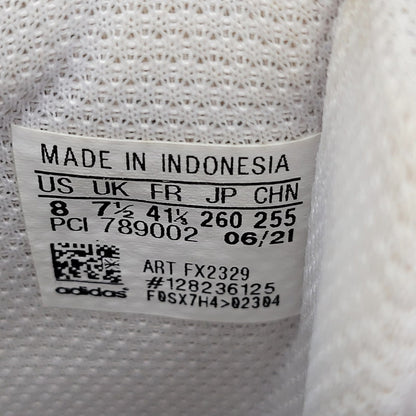 MADE IN INDONESIA
US UK FR JP CHN
8 7½ 41⅓ 260 255
PCI 789002 06/21
ART FX2329
#128236125
adidas F0SX7H4>02304